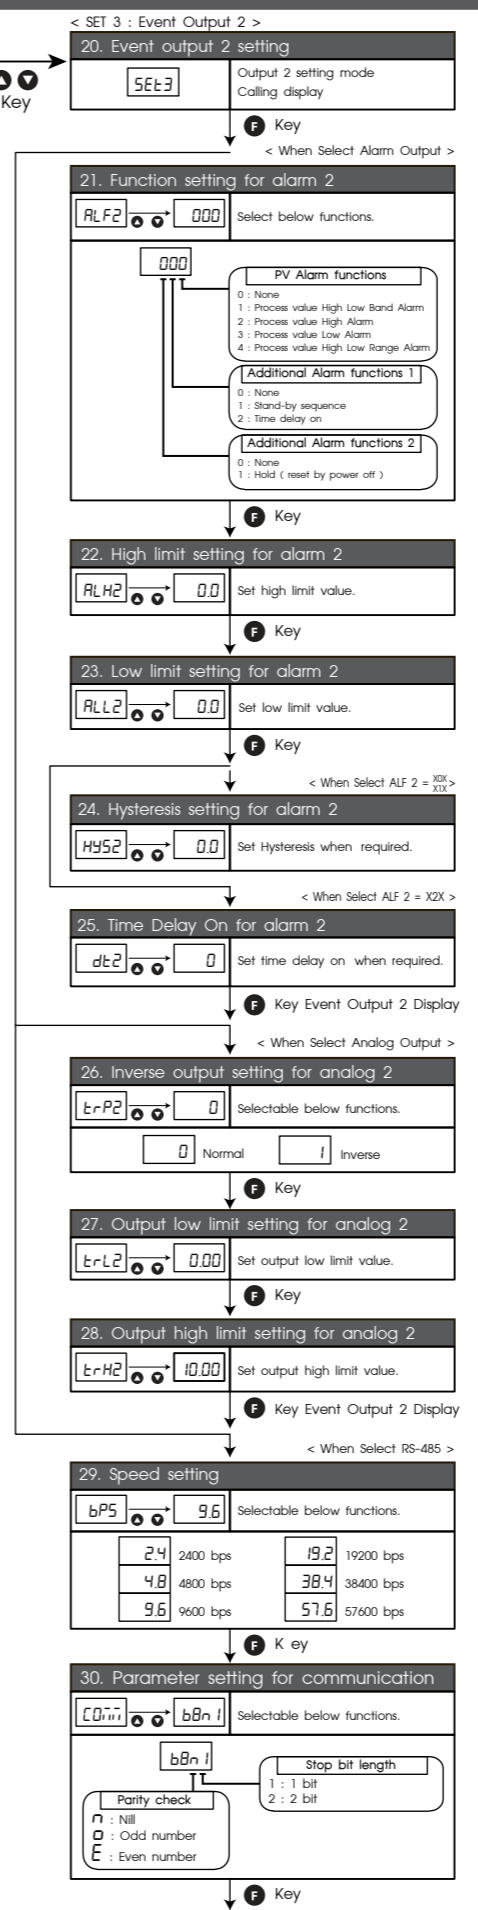 < SET 3 : Event Output 2 >
20. Event output 2 setting
SEt3
Output 2 setting mode
Calling display
Key
F Key
< When Select Alarm Output >
21. Function setting for alarm 2
ALF2 000 Select below functions.
000
PV Alarm functions
0 : None
1 : Process value High Low Band Alarm
2 : Process value High Alarm
3 : Process value Low Alarm
4 : Process value High Low Range Alarm
Additional Alarm functions 1
0 : None
1 : Stand-by sequence
2 : Time delay on
Additional Alarm functions 2
0 : None
1 : Hold ( reset by power off )
F Key
22. High limit setting for alarm 2
ALH2 0.0 Set high limit value.
F Key
23. Low limit setting for alarm 2
ALL2 0.0 Set low limit value.
F Key
< When Select ALF 2 = X0X X1X >
24. Hysteresis setting for alarm 2
HYS2 0.0 Set Hysteresis when required.
< When Select ALF 2 = X2X >
25. Time Delay On for alarm 2
dt2 0 Set time delay on when required.
F Key Event Output 2 Display
< When Select Analog Output >
26. Inverse output setting for analog 2
trP2 0 Selectable below functions.
0 Normal 1 Inverse
F Key
27. Output low limit setting for analog 2
trL2 0.00 Set output low limit value.
F Key
28. Output high limit setting for analog 2
trH2 10.00 Set output high limit value.
F Key Event Output 2 Display
< When Select RS-485 >
29. Speed setting
bPS 9.6 Selectable below functions.
2.4 2400 bps 19.2 19200 bps
4.8 4800 bps 38.4 38400 bps
9.6 9600 bps 57.6 57600 bps
F K ey
30. Parameter setting for communication
COM b8n1 Selectable below functions.
b8n1
Stop bit length
1 : 1 bit
2 : 2 bit
Parity check
n : Nill
o : Odd number
E : Even number
F Key